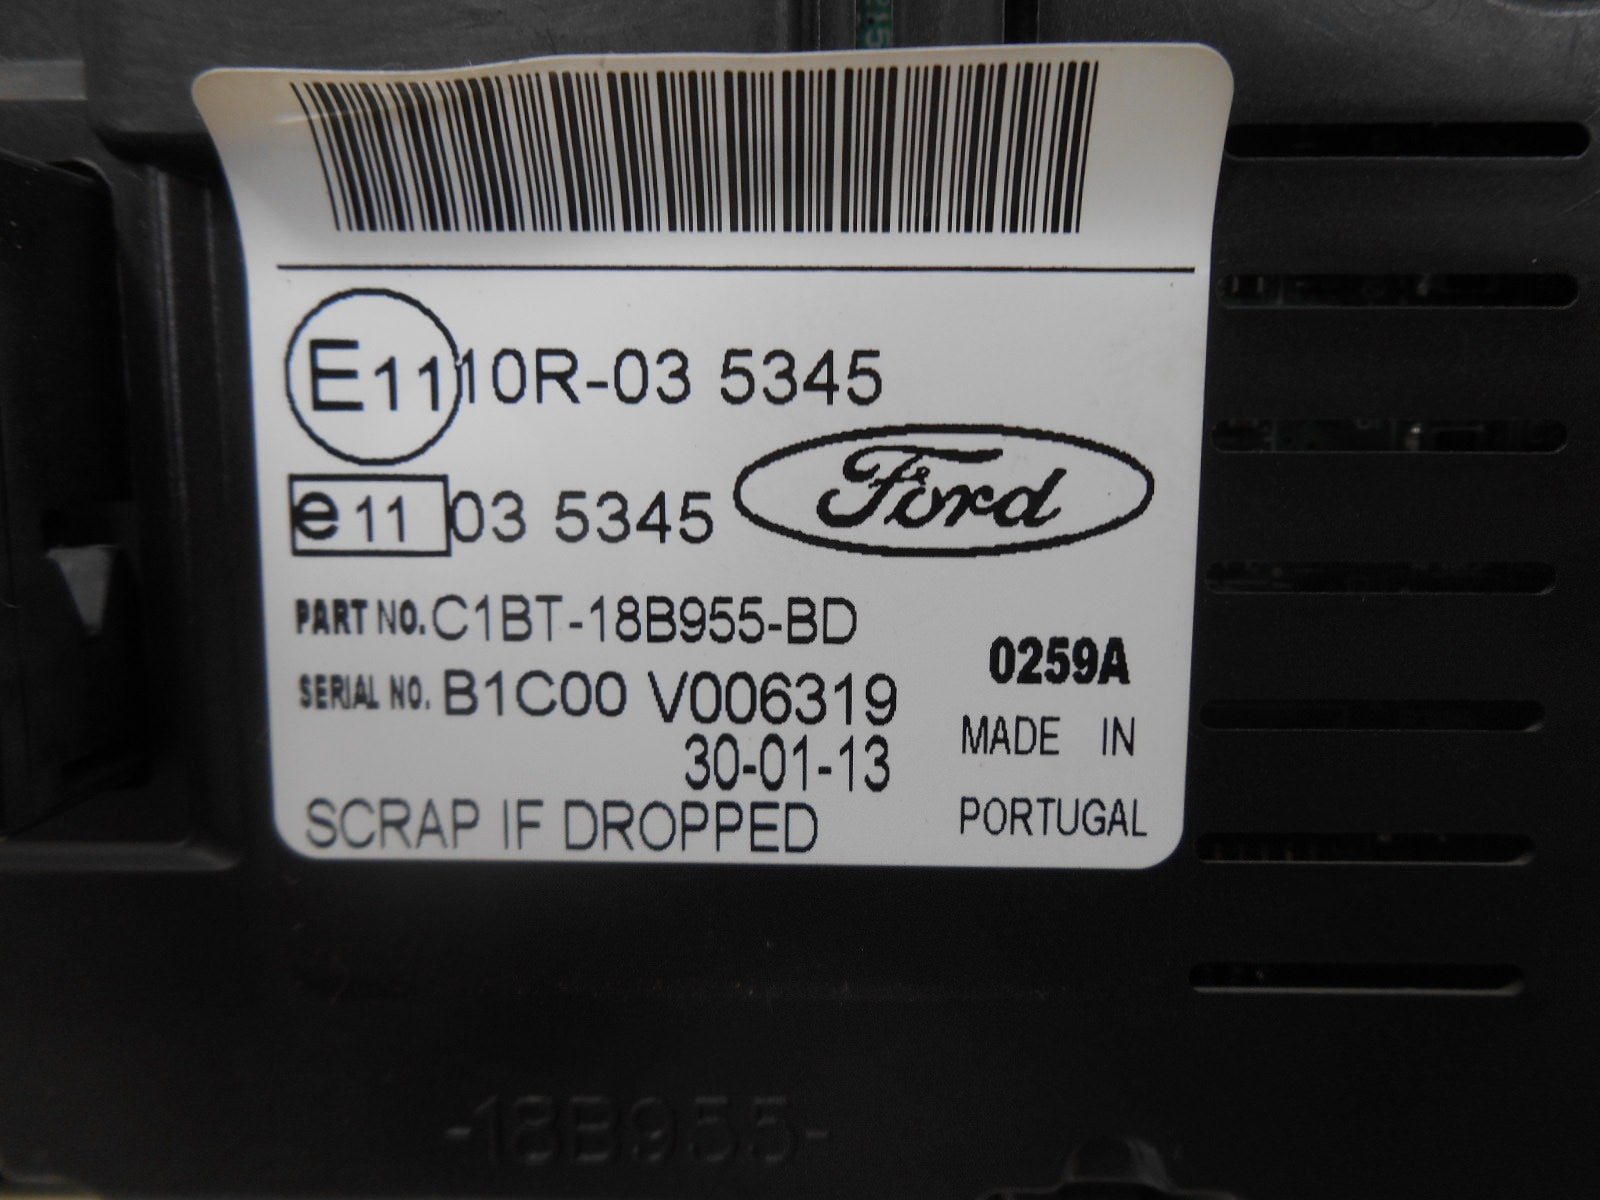 E11 10R-03 5345
e11 03 5345
Ford
PART NO. C1BT-18B955-BD
SERIAL NO. B1C00 V006319
30-01-13
SCRAP IF DROPPED
0259A
MADE IN
PORTUGAL
-18B955-